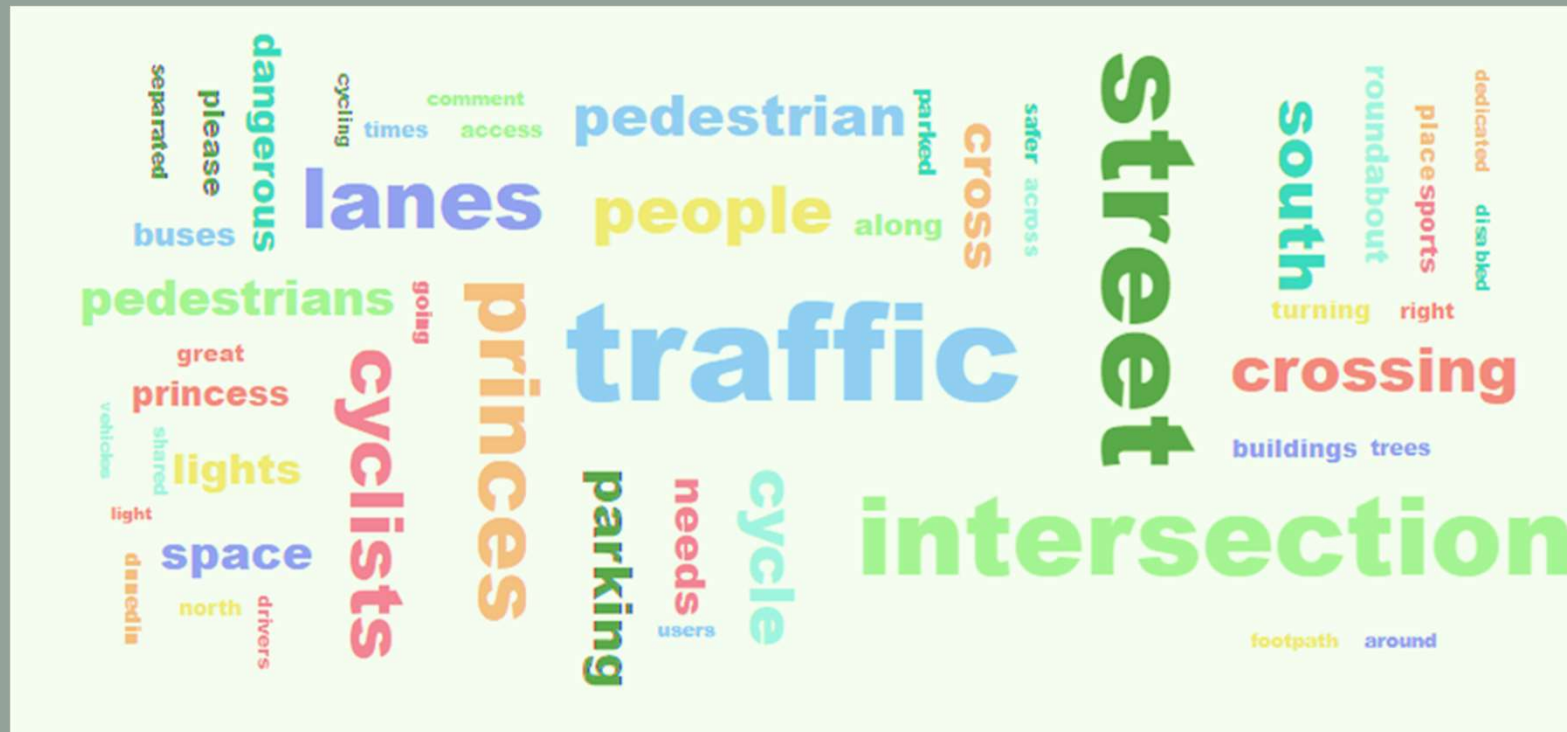 separated
please
dangerous
cycling
comment
times
access
pedestrian
parked
safer
across
cross
street
south
roundabout
place
sports
dedicated
disabled
buses
lanes
people
along
pedestrians
going
princes
traffic
turning
right
great
princess
cyclists
crossing
vehicles
shared
lights
buildings
trees
light
space
parking
needs
cycle
intersection
dunedin
north
drivers
users
footpath
around